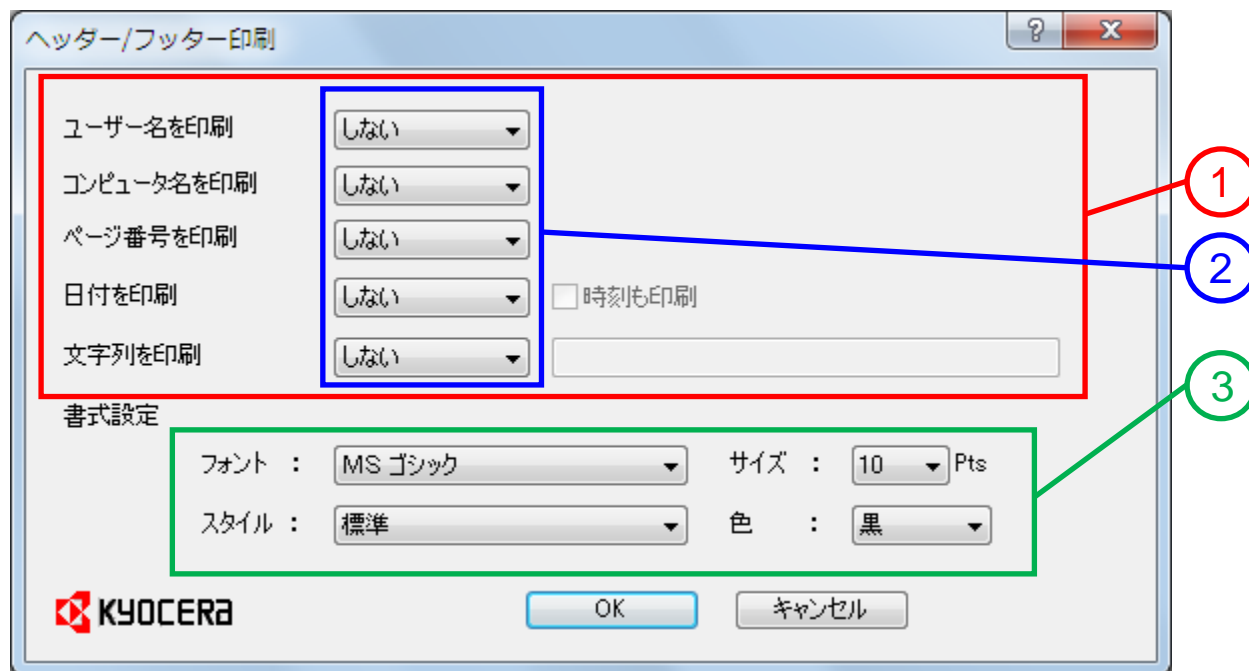 ヘッダー/フッター印刷
ユーザー名を印刷 しない
コンピュータ名を印刷 しない
1
ページ番号を印刷 しない
2
日付を印刷 しない 時刻も印刷
文字列を印刷 しない
3
書式設定
フォント : MS ゴシック サイズ : 10 Pts
スタイル : 標準 色 : 黒
KYOCERA OK キャンセル